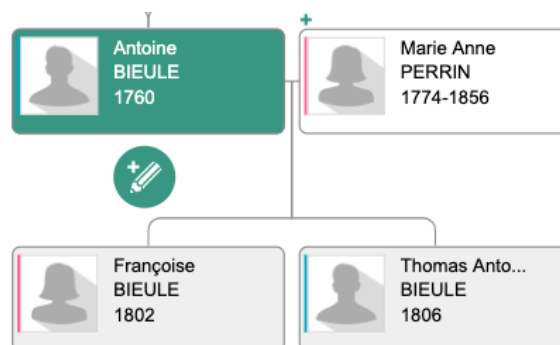 Antoine
BIEULE
1760
Marie Anne
PERRIN
1774-1856
Françoise
BIEULE
1802
Thomas Anto...
BIEULE
1806